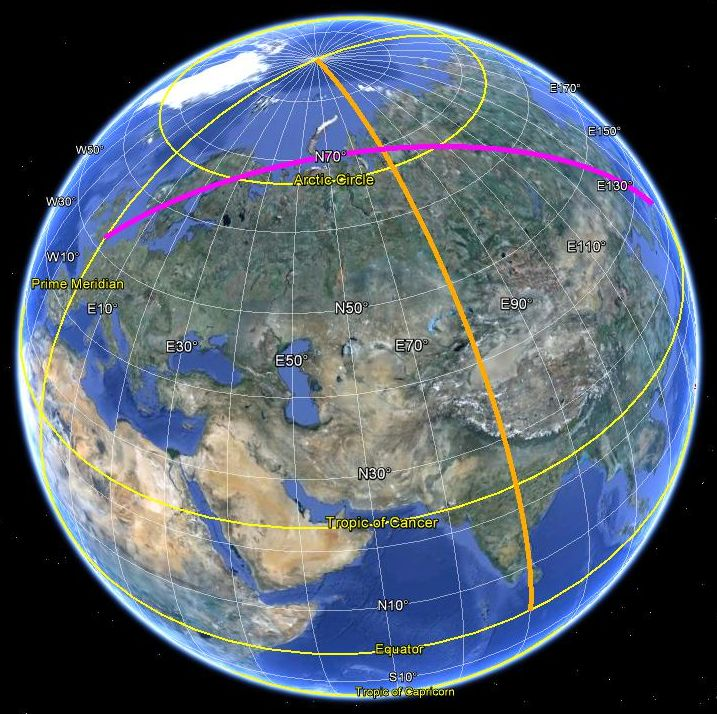 E170°
E150°
W50°
N70°
Arctic Circle
E130°
W30°
E110°
W10°
Prime Meridian
E10°
N50°
E90°
E30°
E50°
E70°
N30°
Tropic of Cancer
N10°
Equator
S10°
Tropic of Capricorn